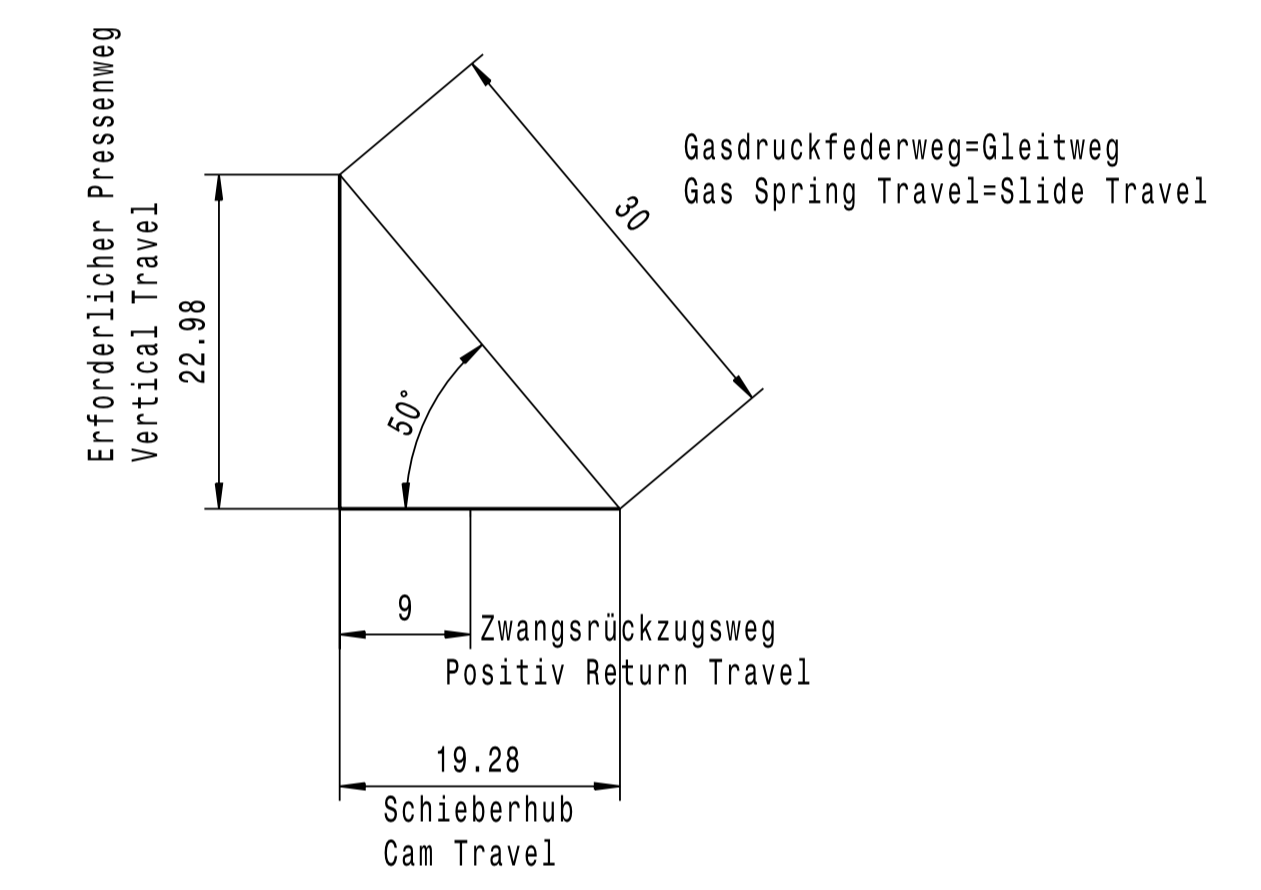 Erforderlicher Pressenweg
Vertical Travel
22.98
Gasdruckfederweg=Gleitweg
Gas Spring Travel=Slide Travel
30
50°
9
Zwangsrückzugsweg
Positiv Return Travel
19.28
Schieberhub
Cam Travel